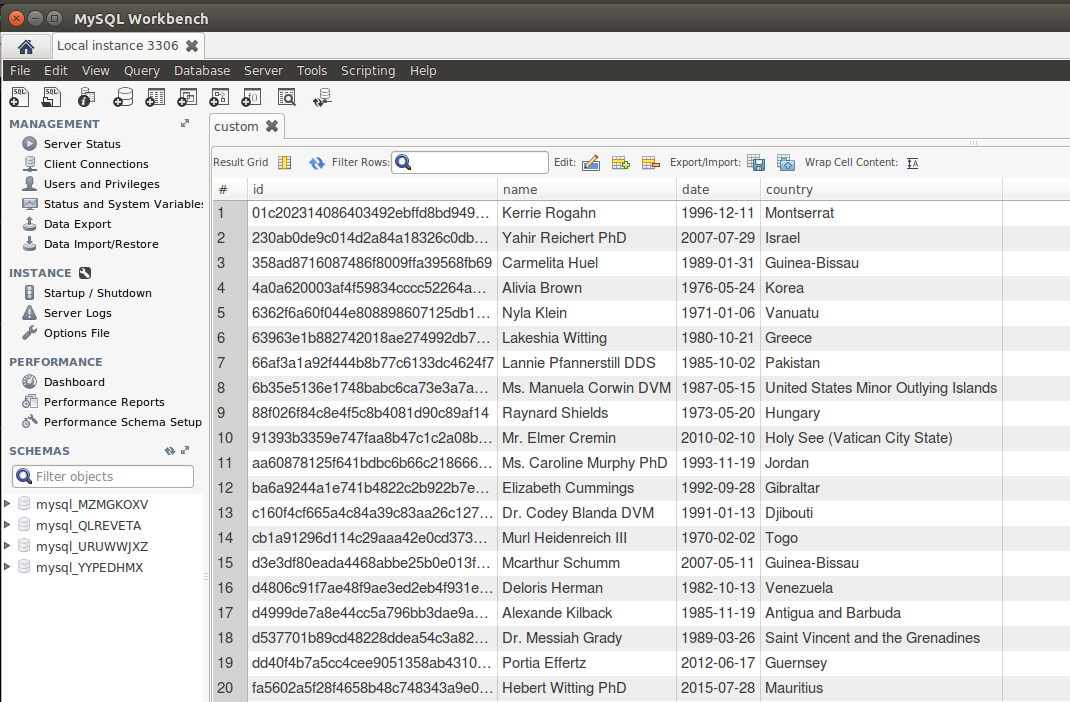 MySQL Workbench
Local instance 3306
File Edit View Query Database Server Tools Scripting Help
MANAGEMENT
Server Status
Client Connections
Users and Privileges
Status and System Variables
Data Export
Data Import/Restore
INSTANCE
Startup / Shutdown
Server Logs
Options File
PERFORMANCE
Dashboard
Performance Reports
Performance Schema Setup
SCHEMAS
Filter objects
mysql_MZMGKOXV
mysql_QLREVETA
mysql_URUWWJXZ
mysql_YYPEDHMX
custom
Result Grid Filter Rows: Edit: Export/Import: Wrap Cell Content:
# id name date country
1 01c202314086403492ebffd8bd949... Kerrie Rogahn 1996-12-11 Montserrat
2 230ab0de9c014d2a84a18326c0db... Yahir Reichert PhD 2007-07-29 Israel
3 358ad8716087486f8009ffa39568fb69 Carmelita Huel 1989-01-31 Guinea-Bissau
4 4a0a620003af4f59834cccc52264a... Alivia Brown 1976-05-24 Korea
5 6362f6a60f044e808898607125db1... Nyla Klein 1971-01-06 Vanuatu
6 63963e1b882742018ae274992db7... Lakeshia Witting 1980-10-21 Greece
7 66af3a1a92f444b8b77c6133dc4624f7 Lannie Pfannerstill DDS 1985-10-02 Pakistan
8 6b35e5136e1748babc6ca73e3a7a... Ms. Manuela Corwin DVM 1987-05-15 United States Minor Outlying Islands
9 88f026f84c8e4f5c8b4081d90c89af14 Raynard Shields 1973-05-20 Hungary
10 91393b3359e747faa8b47c1c2a08b... Mr. Elmer Cremin 2010-02-10 Holy See (Vatican City State)
11 aa60878125f641bdbc6b66c218666... Ms. Caroline Murphy PhD 1993-11-19 Jordan
12 ba6a9244a1e741b4822c2b922b7e... Elizabeth Cummings 1992-09-28 Gibraltar
13 c160f4cf665a4c84a39c83aa26c127... Dr. Codey Blanda DVM 1991-01-13 Djibouti
14 cb1a91296d114c29aaa42e0cd373... Murl Heidenreich III 1970-02-02 Togo
15 d3e3df80eada4468abbe25b0e013f... Mcarthur Schumm 2007-05-11 Guinea-Bissau
16 d4806c91f7ae48f9ae3ed2eb4f931e... Deloris Herman 1982-10-13 Venezuela
17 d4999de7a8e44cc5a796bb3dae9a... Alexande Kilback 1985-11-19 Antigua and Barbuda
18 d537701b89cd48228ddea54c3a82... Dr. Messiah Grady 1989-03-26 Saint Vincent and the Grenadines
19 dd40f4b7a5cc4cee9051358ab4310... Portia Effertz 2012-06-17 Guernsey
20 fa5602a5f28f4658b48c748343a9e0... Hebert Witting PhD 2015-07-28 Mauritius